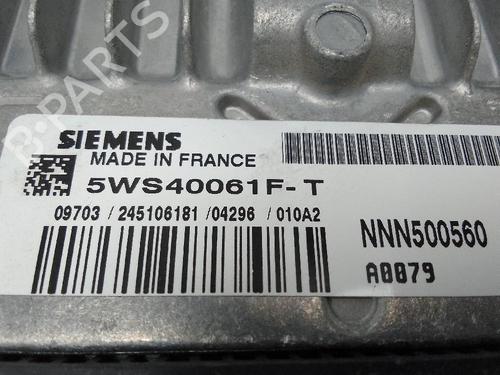 SIEMENS
MADE IN FRANCE
5WS40061F-T
09703 / 245106181 / 04296 / 010A2
NNN500560
A0079
B-PARTS